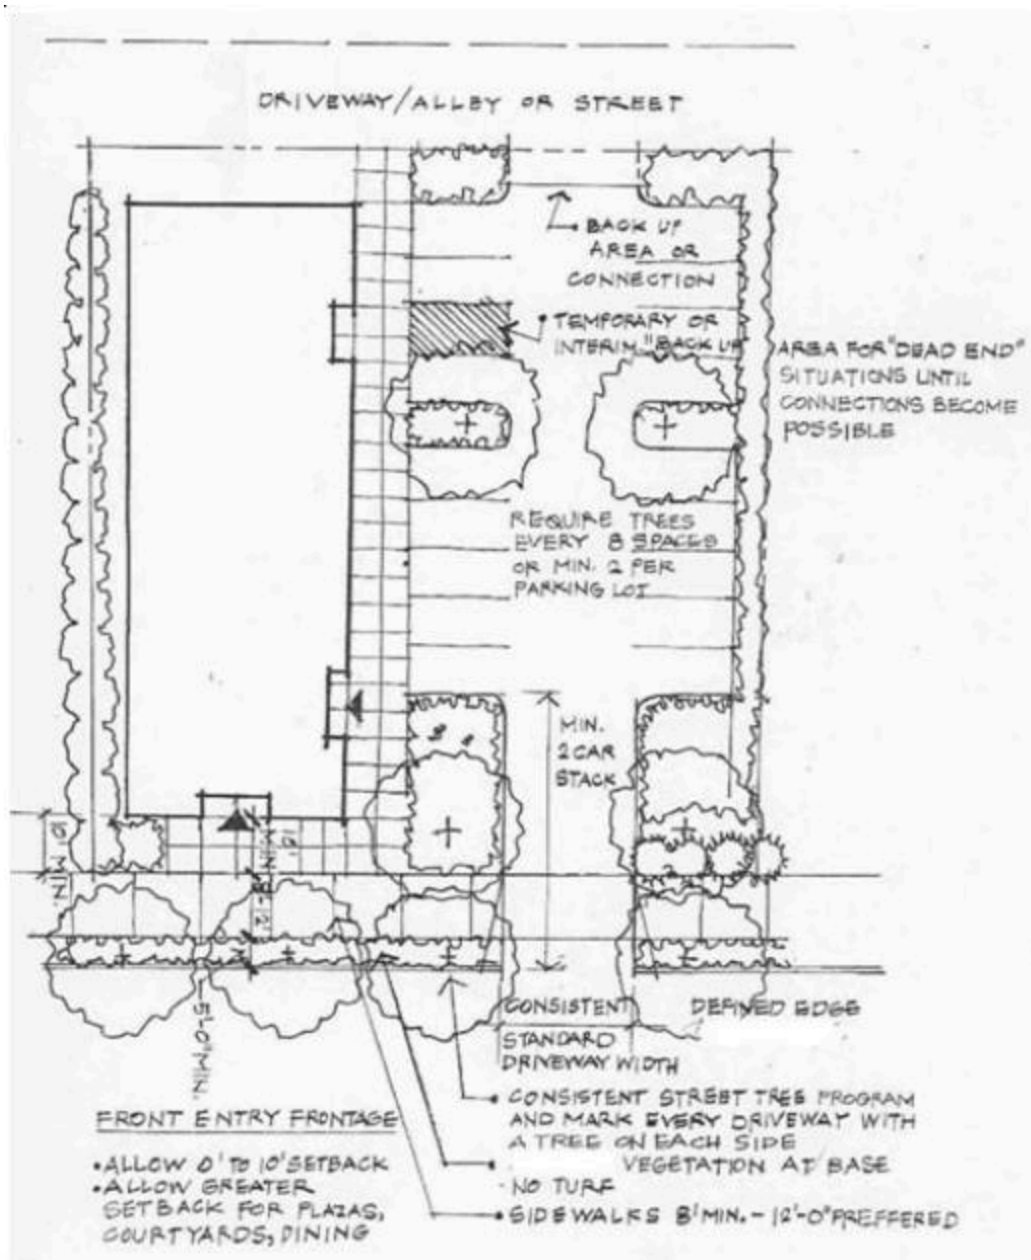 DRIVEWAY/ALLEY OR STREET
BACK UP
AREA OR
CONNECTION
TEMPORARY OR
INTERIM "BACK UP
AREA FOR "DEAD END"
SITUATIONS UNTIL
CONNECTIONS BECOME
POSSIBLE
REQUIRE TREES
EVERY 8 SPACES
OR MIN. 2 PER
PARKING LOT
MIN.
2 CAR
STACK
10' MIN.
10'
MIN
8-12'
5'-0" MIN.
CONSISTENT
STANDARD
DRIVEWAY WIDTH
DEFINED EDGE
FRONT ENTRY FRONTAGE
• ALLOW 0' TO 10' SETBACK
• ALLOW GREATER
SETBACK FOR PLAZAS,
COURTYARDS, DINING
• CONSISTENT STREET TREE PROGRAM
AND MARK EVERY DRIVEWAY WITH
A TREE ON EACH SIDE
• VEGETATION AT BASE
- NO TURF
• SIDEWALKS 8' MIN. - 12'-0" PREFFERED